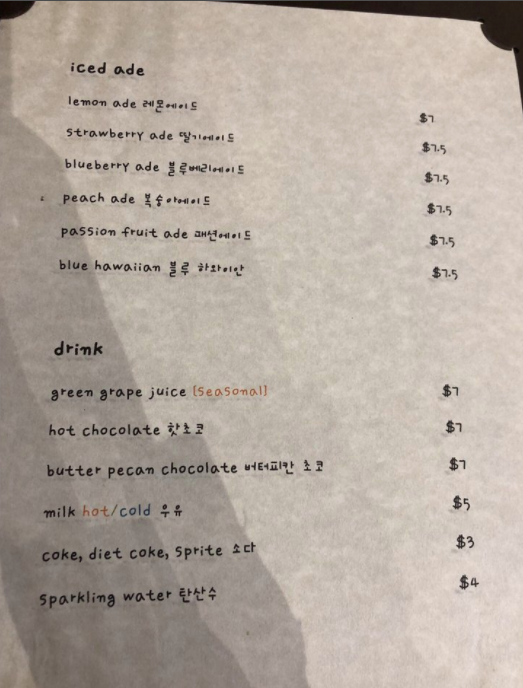 iced ade
lemon ade 레몬에이드 $7
strawberry ade 딸기에이드 $7.5
blueberry ade 블루베리에이드 $7.5
peach ade 복숭아에이드 $7.5
passion fruit ade 패션에이드 $7.5
blue hawaiian 블루 하와이안 $7.5
drink
green grape juice [seasonal] $7
hot chocolate 핫초코 $7
butter pecan chocolate 버터피칸 초코 $7
milk hot/cold 우유 $5
coke, diet coke, sprite 소다 $3
sparkling water 탄산수 $4